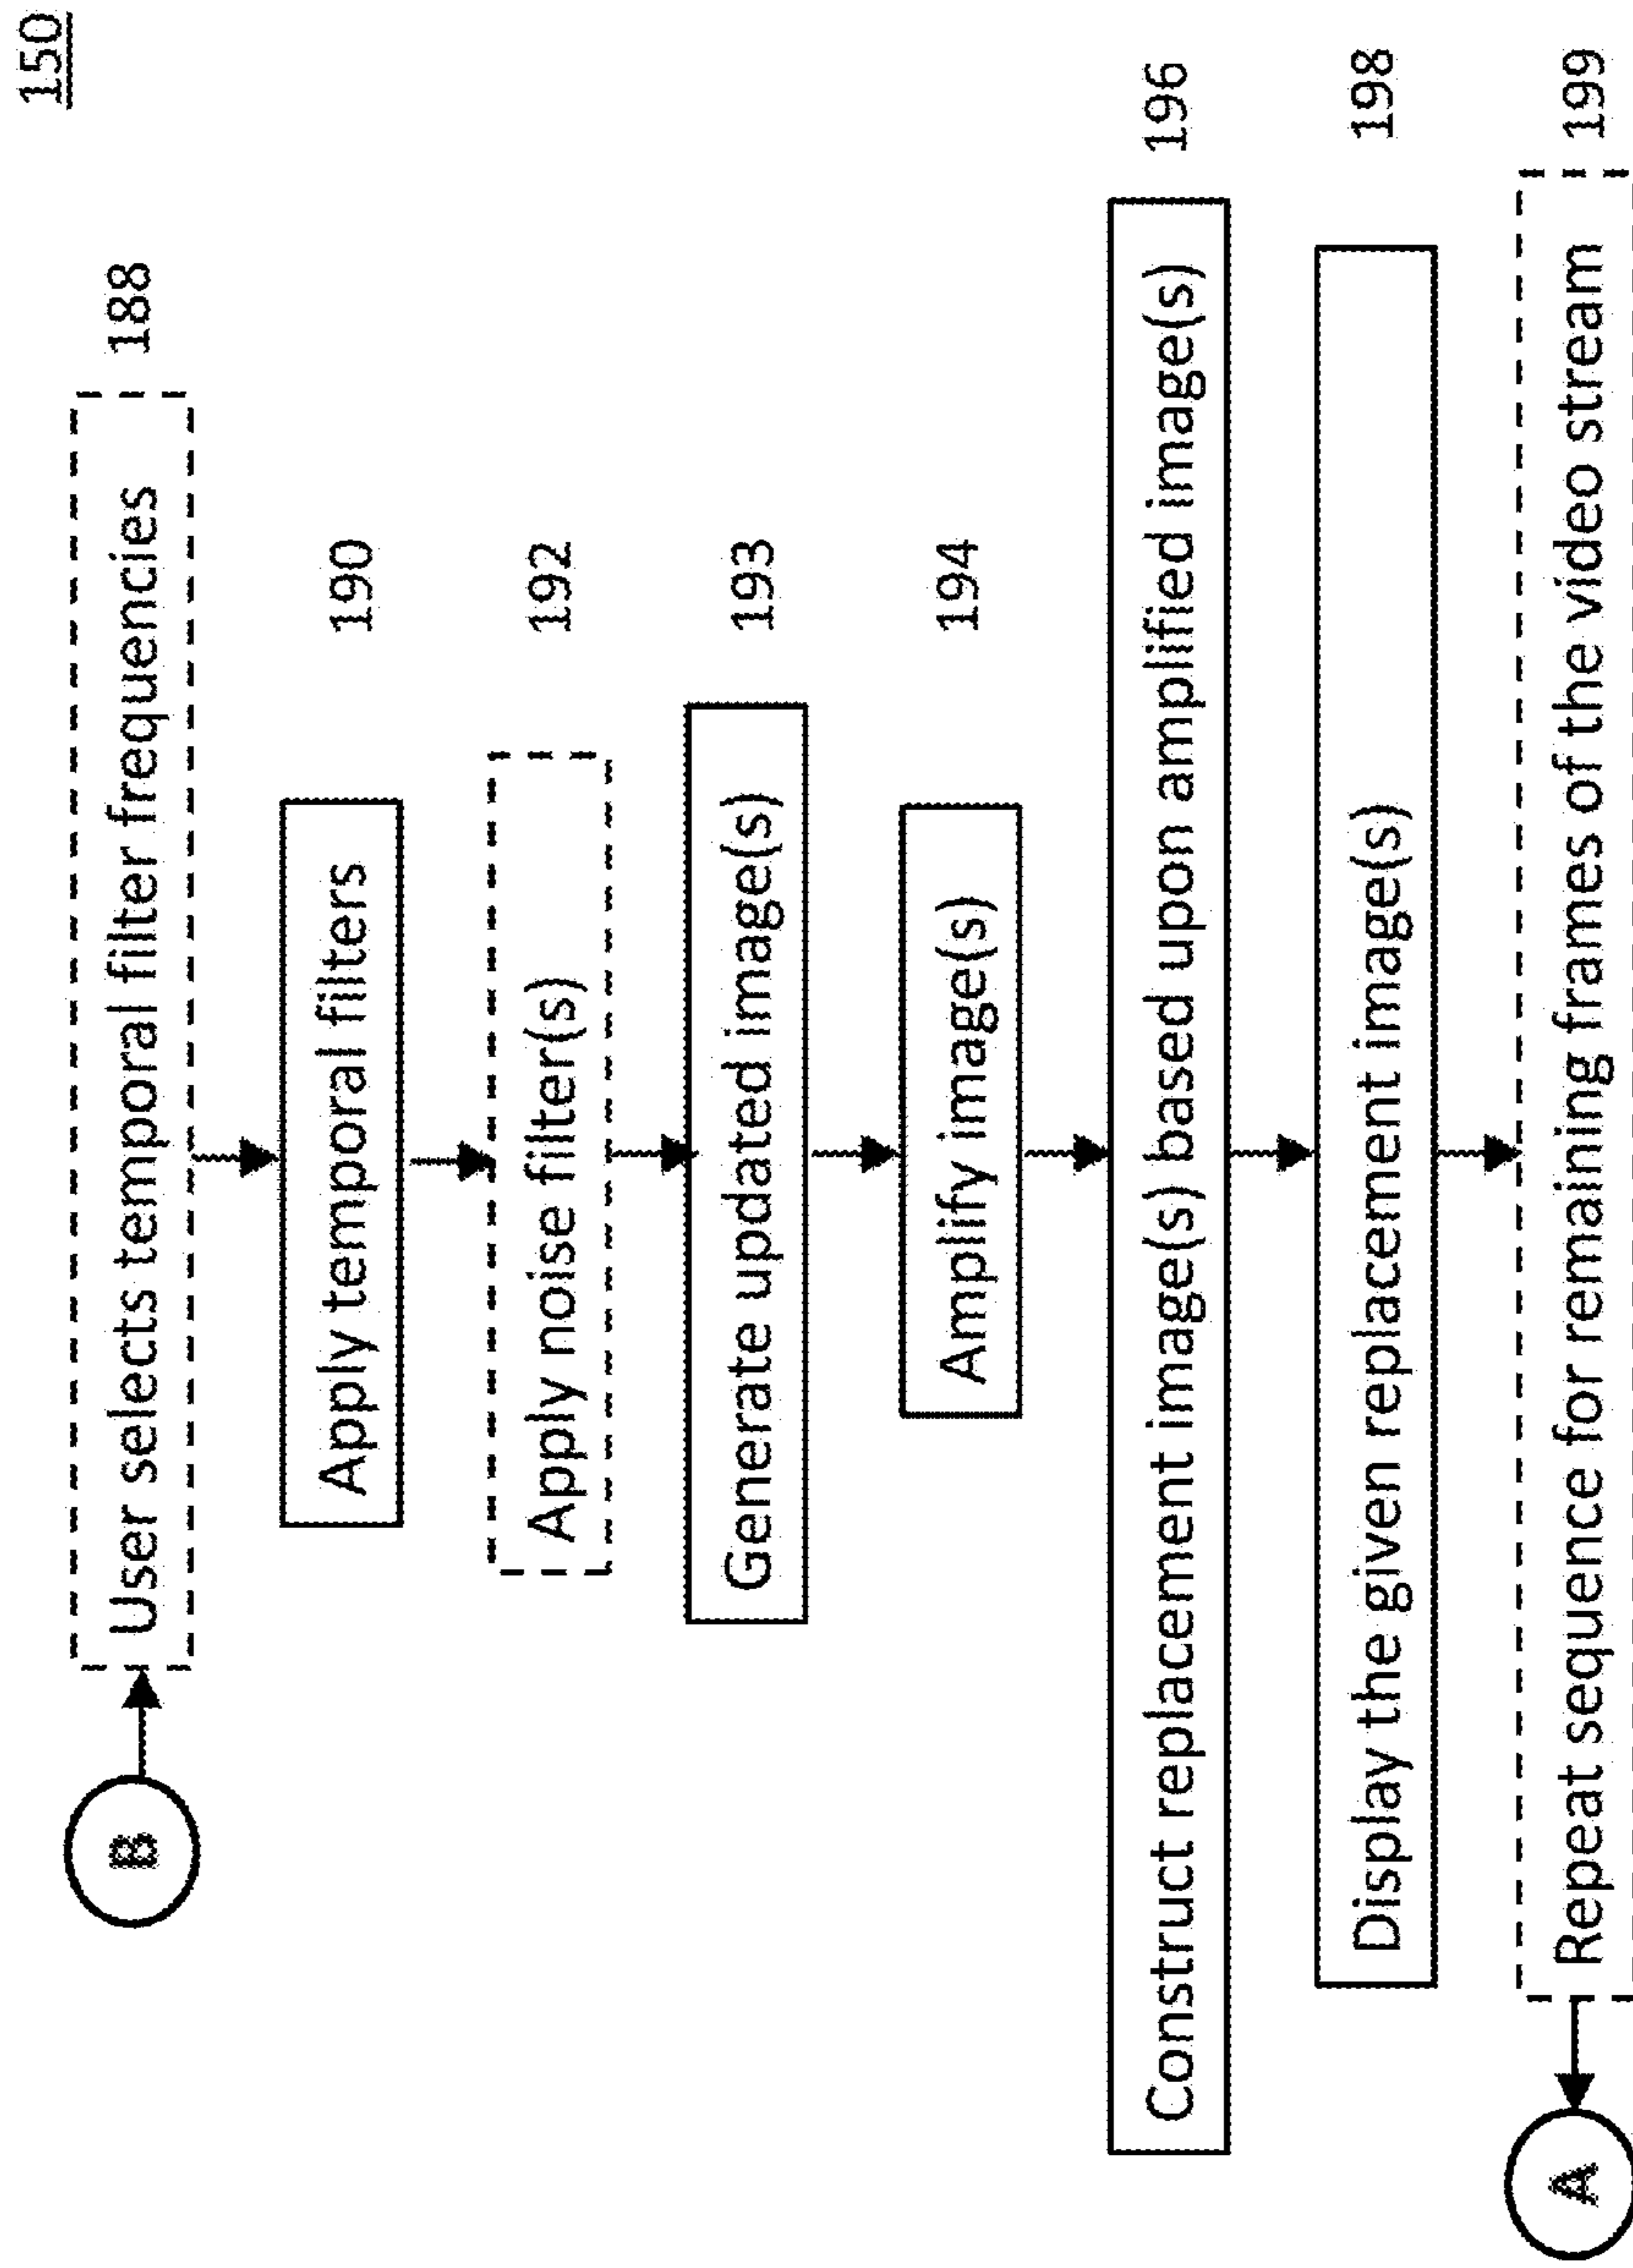 150
B
User selects temporal filter frequencies 188
Apply temporal filters 190
Apply noise filter(s) 192
Generate updated image(s) 193
Amplify image(s) 194
Construct replacement image(s) based upon amplified image(s) 196
Display the given replacement image(s) 198
Repeat sequence for remaining frames of the video stream 199
A